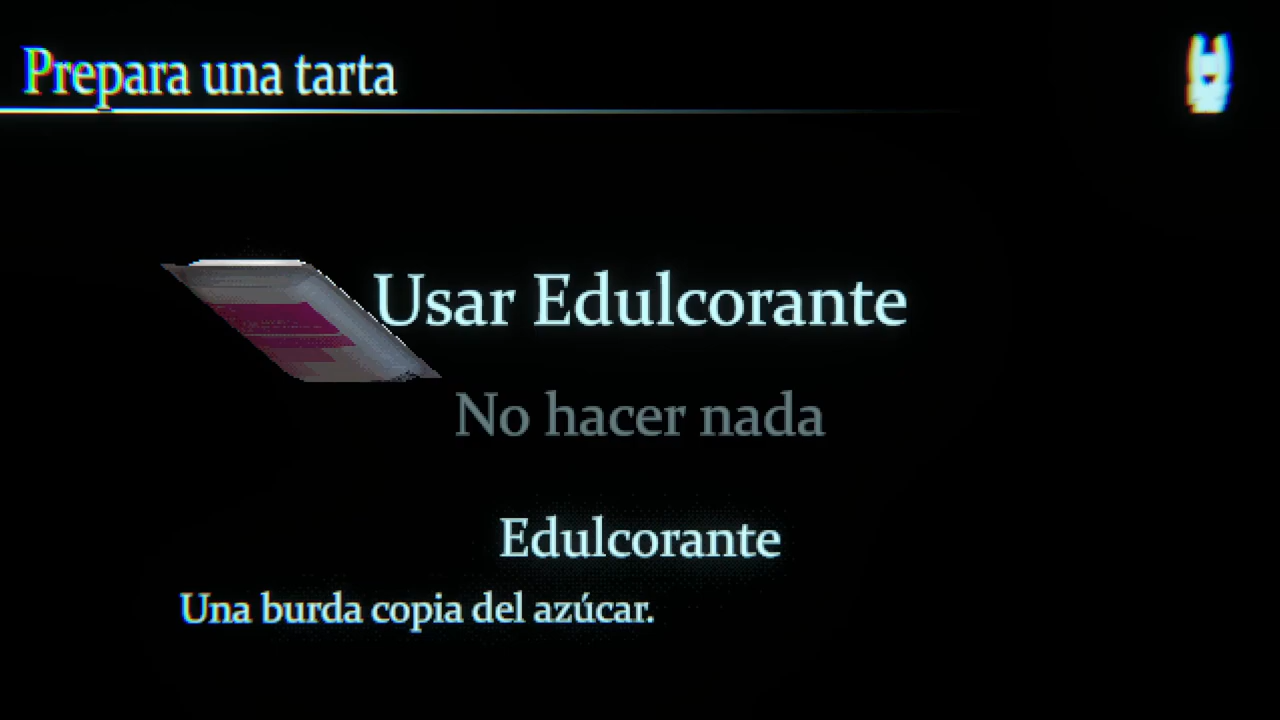 Prepara una tarta
Usar Edulcorante
No hacer nada
Edulcorante
Una burda copia del azúcar.